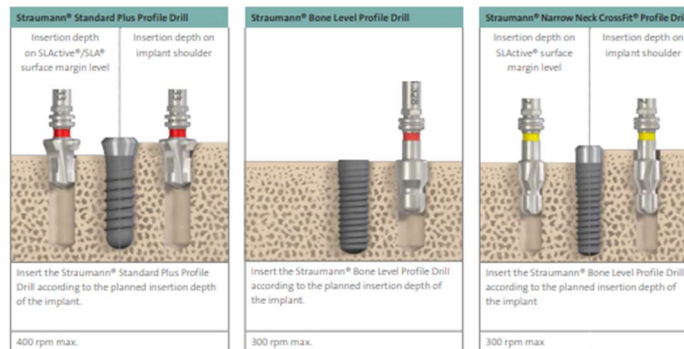 Straumann® Standard Plus Profile Drill
Insertion depth
on SLActive®/SLA®
surface margin level
Insertion depth on
implant shoulder
Insert the Straumann® Standard Plus Profile
Drill according to the planned insertion depth
of the implant.
400 rpm max.
Straumann® Bone Level Profile Drill
Insert the Straumann® Bone Level Profile Drill
according to the planned insertion depth of
the implant.
300 rpm max.
Straumann® Narrow Neck CrossFit® Profile Dri
Insertion depth on
SLActive® surface
margin level
Insertion depth on
implant shoulder
Insert the Straumann® Bone Level Profile Drill
according to the planned insertion depth of
the implant
300 rpm max